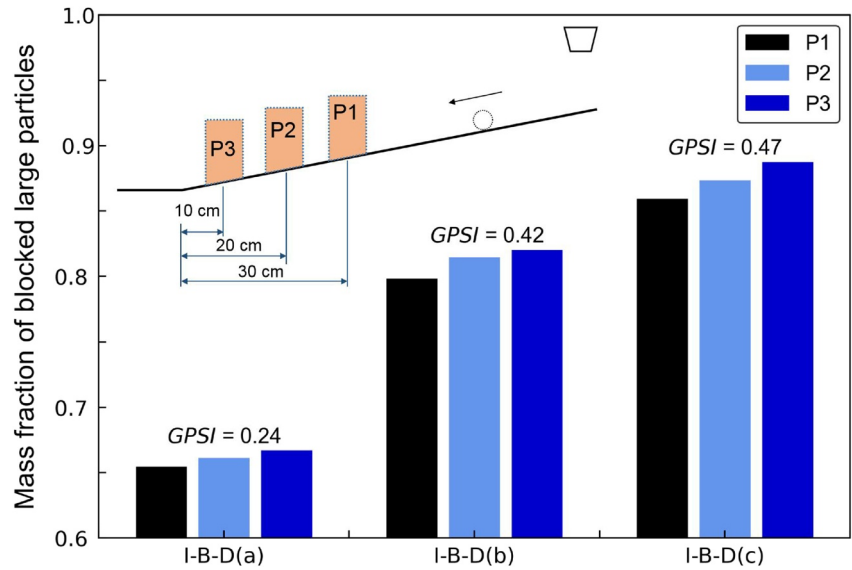 Mass fraction of blocked large particles
1.0
0.9
0.8
0.7
0.6
P1
P2
P3
P1
P2
P3
10 cm
20 cm
30 cm
GPSI = 0.24
GPSI = 0.42
GPSI = 0.47
I-B-D(a)
I-B-D(b)
I-B-D(c)